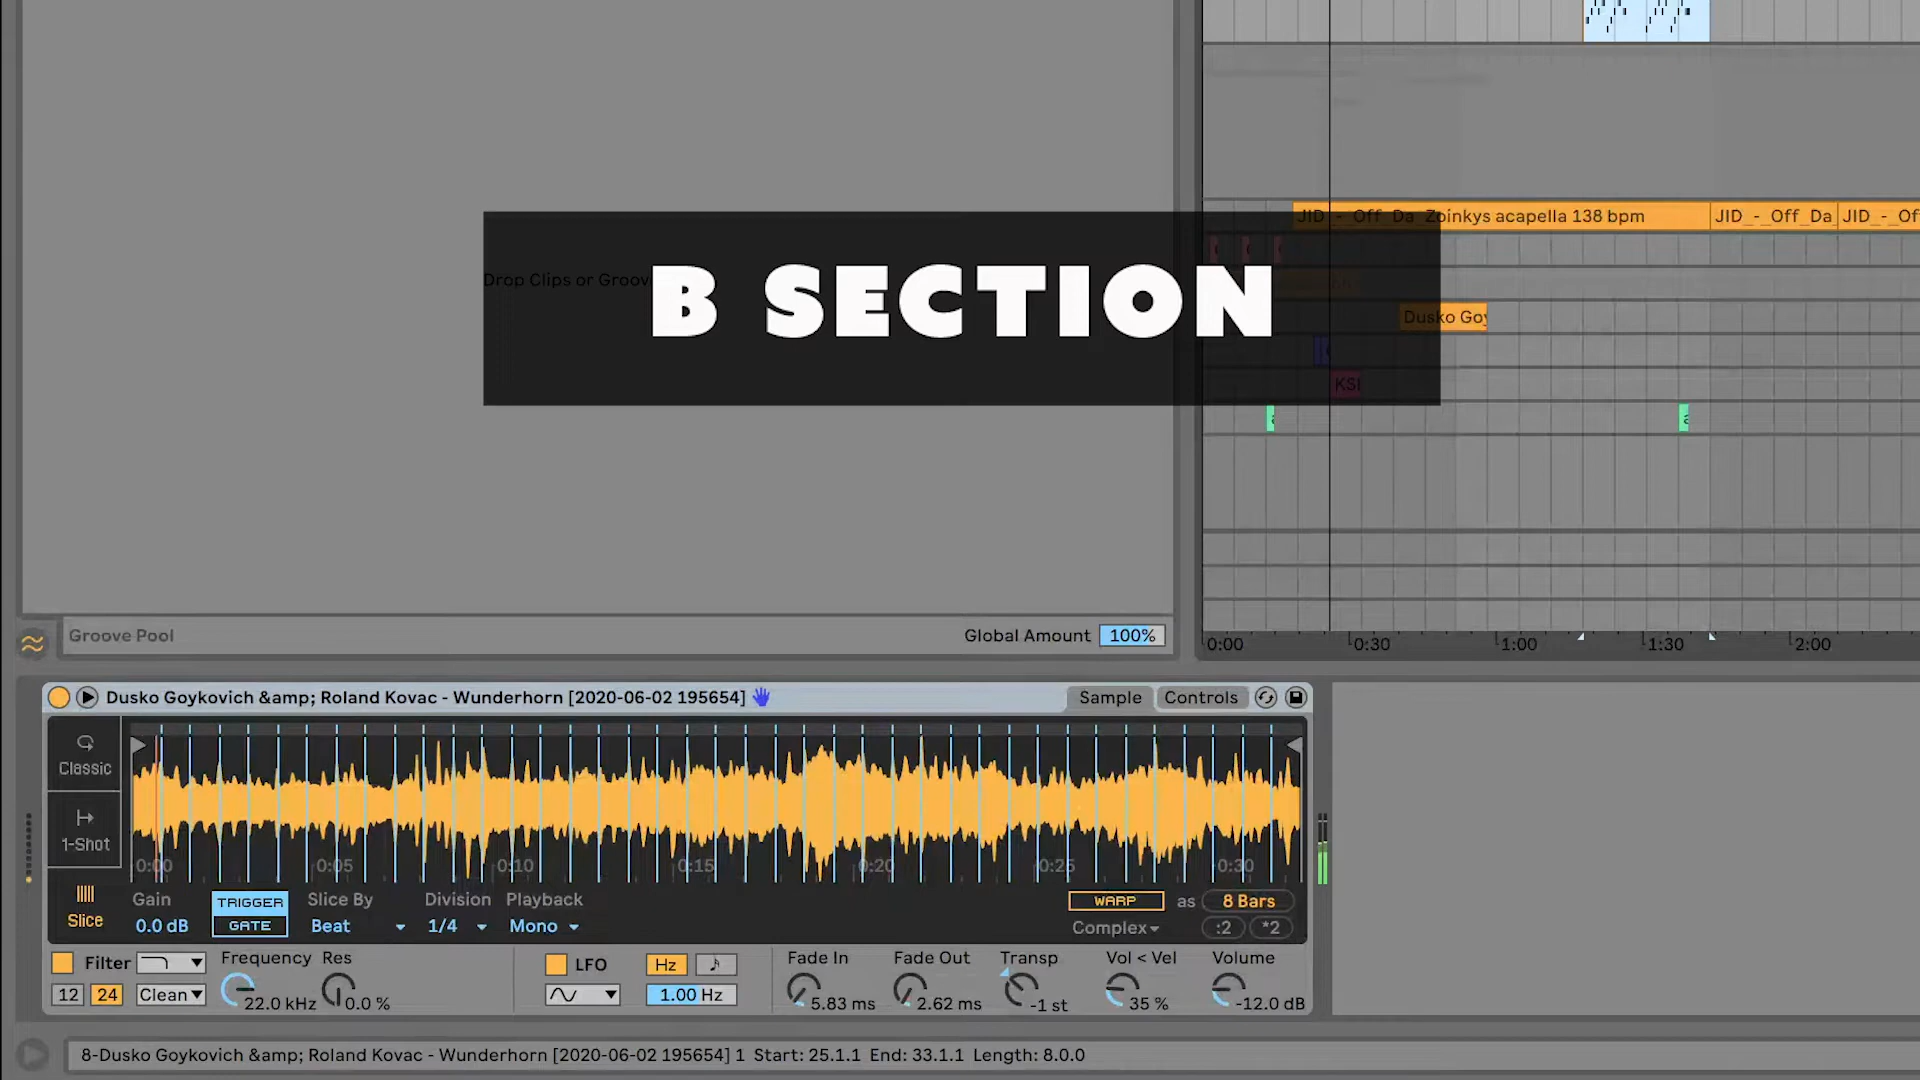 JID_-_Off_Da_Zoinkys acapella 138 bpm
JID_-_Off_Da_
JID_-_Of
Drop Clips or Groov
B SECTION
Dusko Goy
KSI
Groove Pool
Global Amount
100%
0:00
0:30
1:00
1:30
2:00
Dusko Goykovich &amp; Roland Kovac - Wunderhorn [2020-06-02 195654]
Sample
Controls
Classic
1-Shot
Slice
0:00
0:05
0:10
0:15
0:20
0:25
0:30
Gain
0.0 dB
TRIGGER
GATE
Slice By
Beat
Division
1/4
Playback
Mono
WARP
as
8 Bars
Complex
:2
*2
Filter
12
24
Clean
Frequency
22.0 kHz
Res
0.0 %
LFO
Hz
1.00 Hz
Fade In
5.83 ms
Fade Out
2.62 ms
Transp
-1 st
Vol < Vel
35 %
Volume
-12.0 dB
8-Dusko Goykovich &amp; Roland Kovac - Wunderhorn [2020-06-02 195654] 1 Start: 25.1.1 End: 33.1.1 Length: 8.0.0